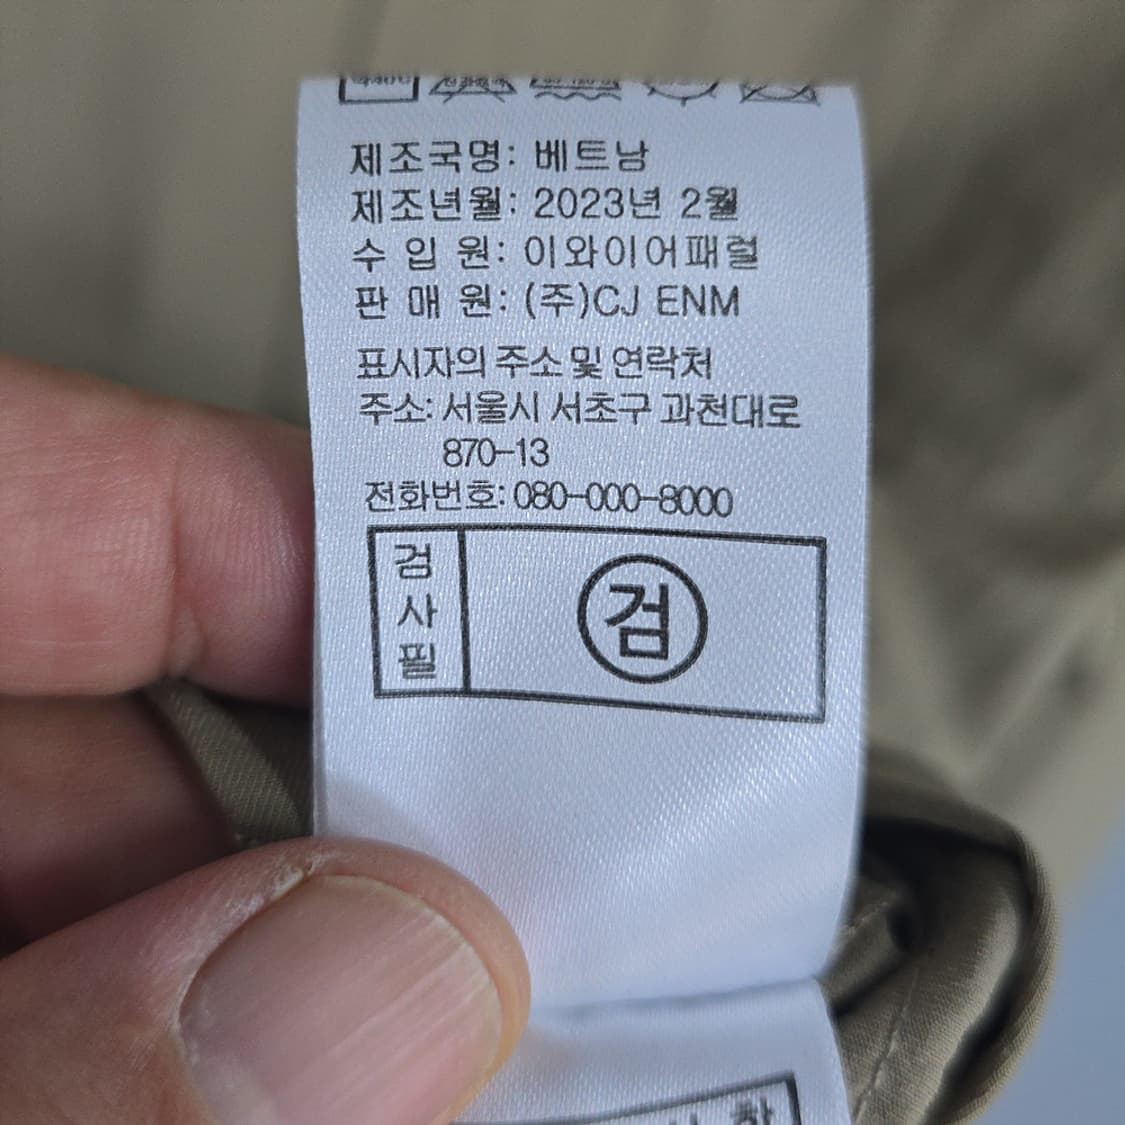 제조국명: 베트남
제조년월: 2023년 2월
수 입 원: 이와이어패럴
판 매 원: (주)CJ ENM
표시자의 주소 및 연락처
주소: 서울시 서초구 과천대로
870-13
전화번호: 080-000-8000
검
사
필
검